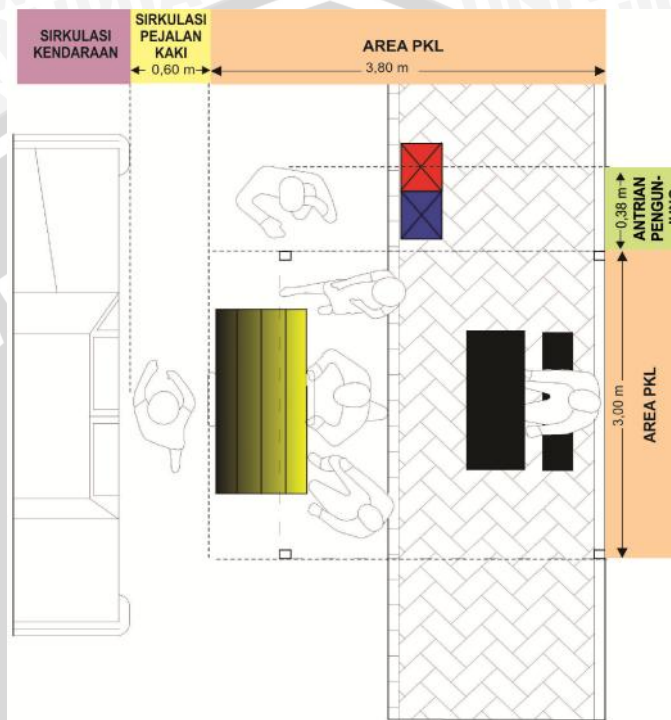 SIRKULASI
KENDARAAN
SIRKULASI
PEJALAN
KAKI
0,60 m
AREA PKL
3,80 m
0,38 m
ANTRIAN
PENGUN-
3,00 m
AREA PKL